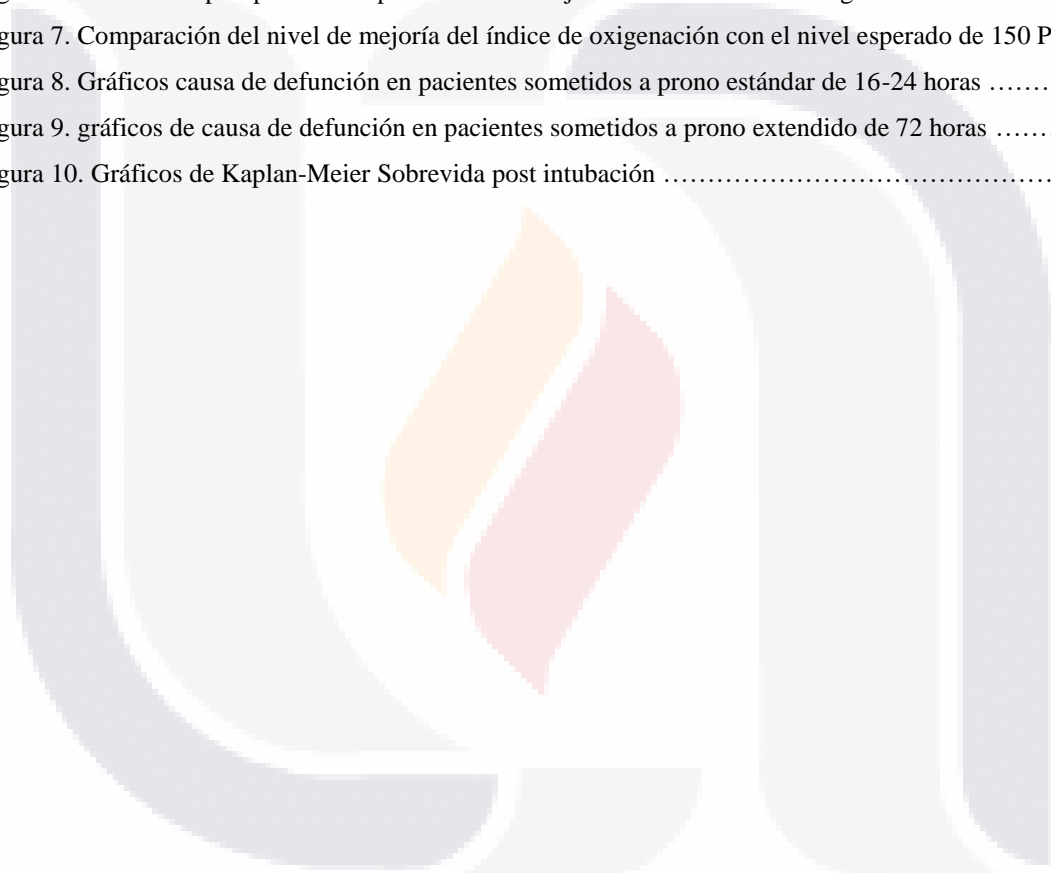 gura 7. Comparación del nivel de mejoría del índice de oxigenación con el nivel esperado de 150 P
gura 8. Gráficos causa de defunción en pacientes sometidos a prono estándar de 16-24 horas …….
gura 9. gráficos de causa de defunción en pacientes sometidos a prono extendido de 72 horas ……
gura 10. Gráficos de Kaplan-Meier Sobrevida post intubación …………………………………….